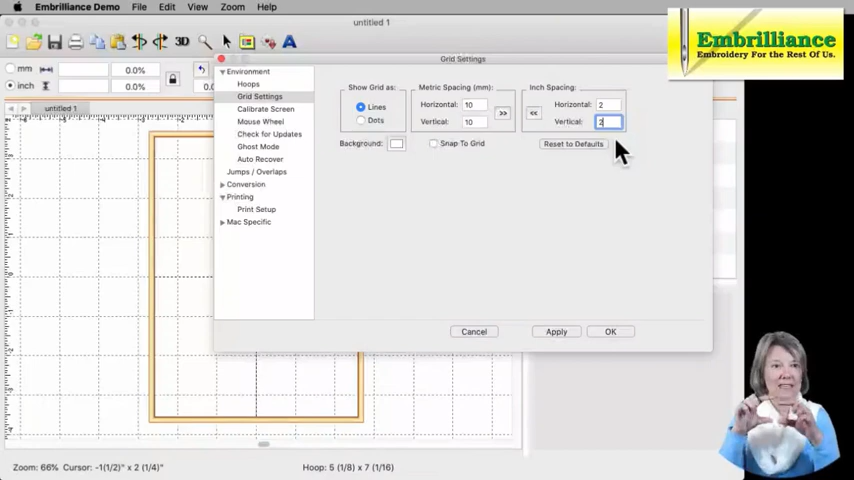 Embrilliance Demo File Edit View Zoom Help
untitled 1
3D
mm 0.0%
inch 0.0%
untitled 1
Grid Settings
Environment
Hoops
Grid Settings
Calibrate Screen
Mouse Wheel
Check for Updates
Ghost Mode
Auto Recover
Jumps / Overlaps
Conversion
Printing
Print Setup
Mac Specific
Show Grid as:
Lines
Dots
Background:
Metric Spacing (mm):
Horizontal: 10
Vertical: 10
Snap To Grid
>>
<<
Inch Spacing:
Horizontal: 2
Vertical: 2
Reset to Defaults
Cancel
Apply
OK
Embrilliance
Embroidery For the Rest Of Us.
Zoom: 66% Cursor: -1(1/2)" x 2 (1/4)" Hoop: 5 (1/8) x 7 (1/16)